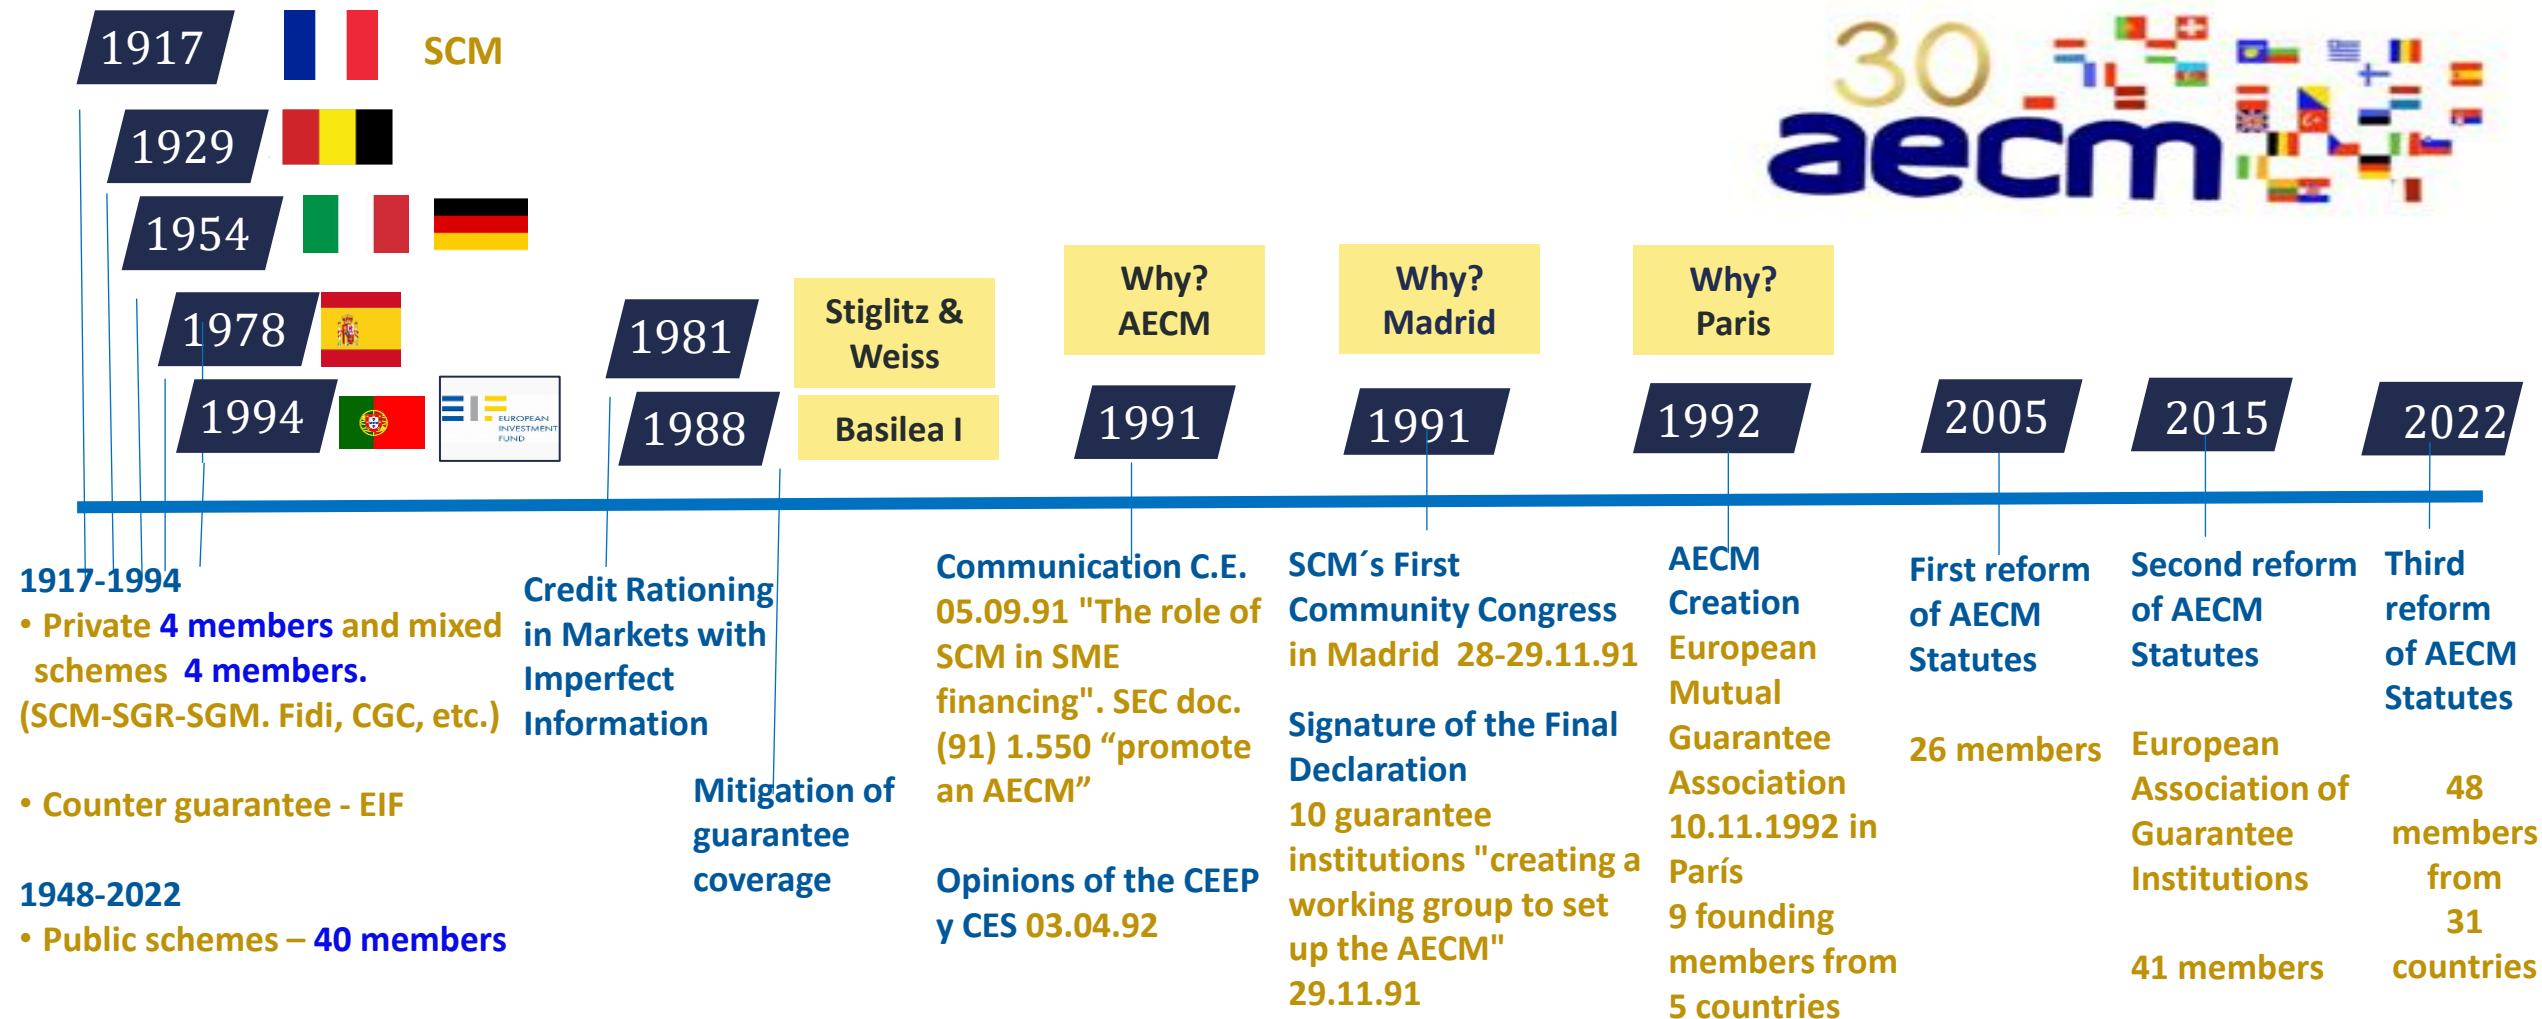 1917
SCM
1929
1954
1978
1994
EUROPEAN
INVESTMENT
FUND
30
aecm
1981
Stiglitz &
Weiss
1988
Basilea I
Why?
AECM
1991
Why?
Madrid
1991
Why?
Paris
1992
2005
2015
2022
1917-1994
• Private 4 members and mixed
schemes 4 members.
(SCM-SGR-SGM. Fidi, CGC, etc.)
• Counter guarantee - EIF
1948-2022
• Public schemes – 40 members
Credit Rationing
in Markets with
Imperfect
Information
Mitigation of
guarantee
coverage
Communication C.E.
05.09.91 "The role of
SCM in SME
financing". SEC doc.
(91) 1.550 “promote
an AECM”
Opinions of the CEEP
y CES 03.04.92
SCM´s First
Community Congress
in Madrid 28-29.11.91
Signature of the Final
Declaration
10 guarantee
institutions "creating a
working group to set
up the AECM"
29.11.91
AECM
Creation
European
Mutual
Guarantee
Association
10.11.1992 in
París
9 founding
members from
5 countries
First reform
of AECM
Statutes
26 members
Second reform
of AECM
Statutes
European
Association of
Guarantee
Institutions
41 members
Third
reform
of AECM
Statutes
48
members
from
31
countries